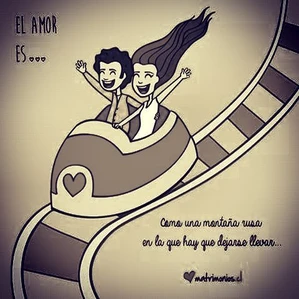 EL AMOR
ES...
Como una montaña rusa
en la que hay que dejarse llevar...
matrimonios.cl